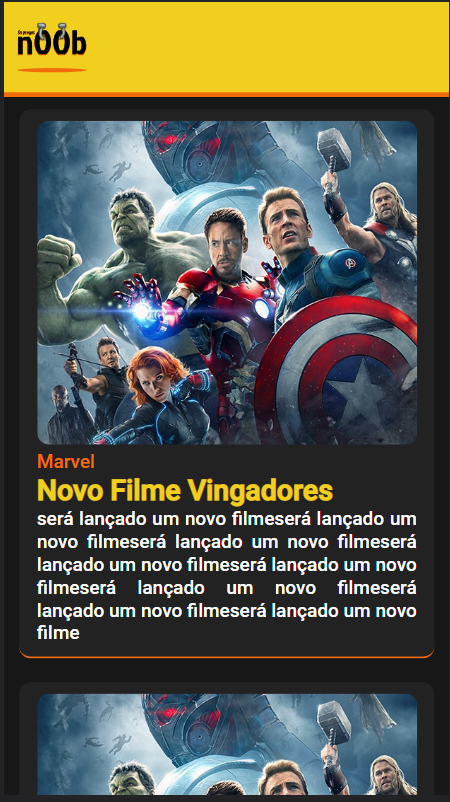 Os progra
n00b
Marvel
Novo Filme Vingadores
será lançado um novo filmeserá lançado um
novo filmeserá lançado um novo filmeserá
lançado um novo filmeserá lançado um novo
filmeserá lançado um novo filmeserá
lançado um novo filmeserá lançado um novo
filme